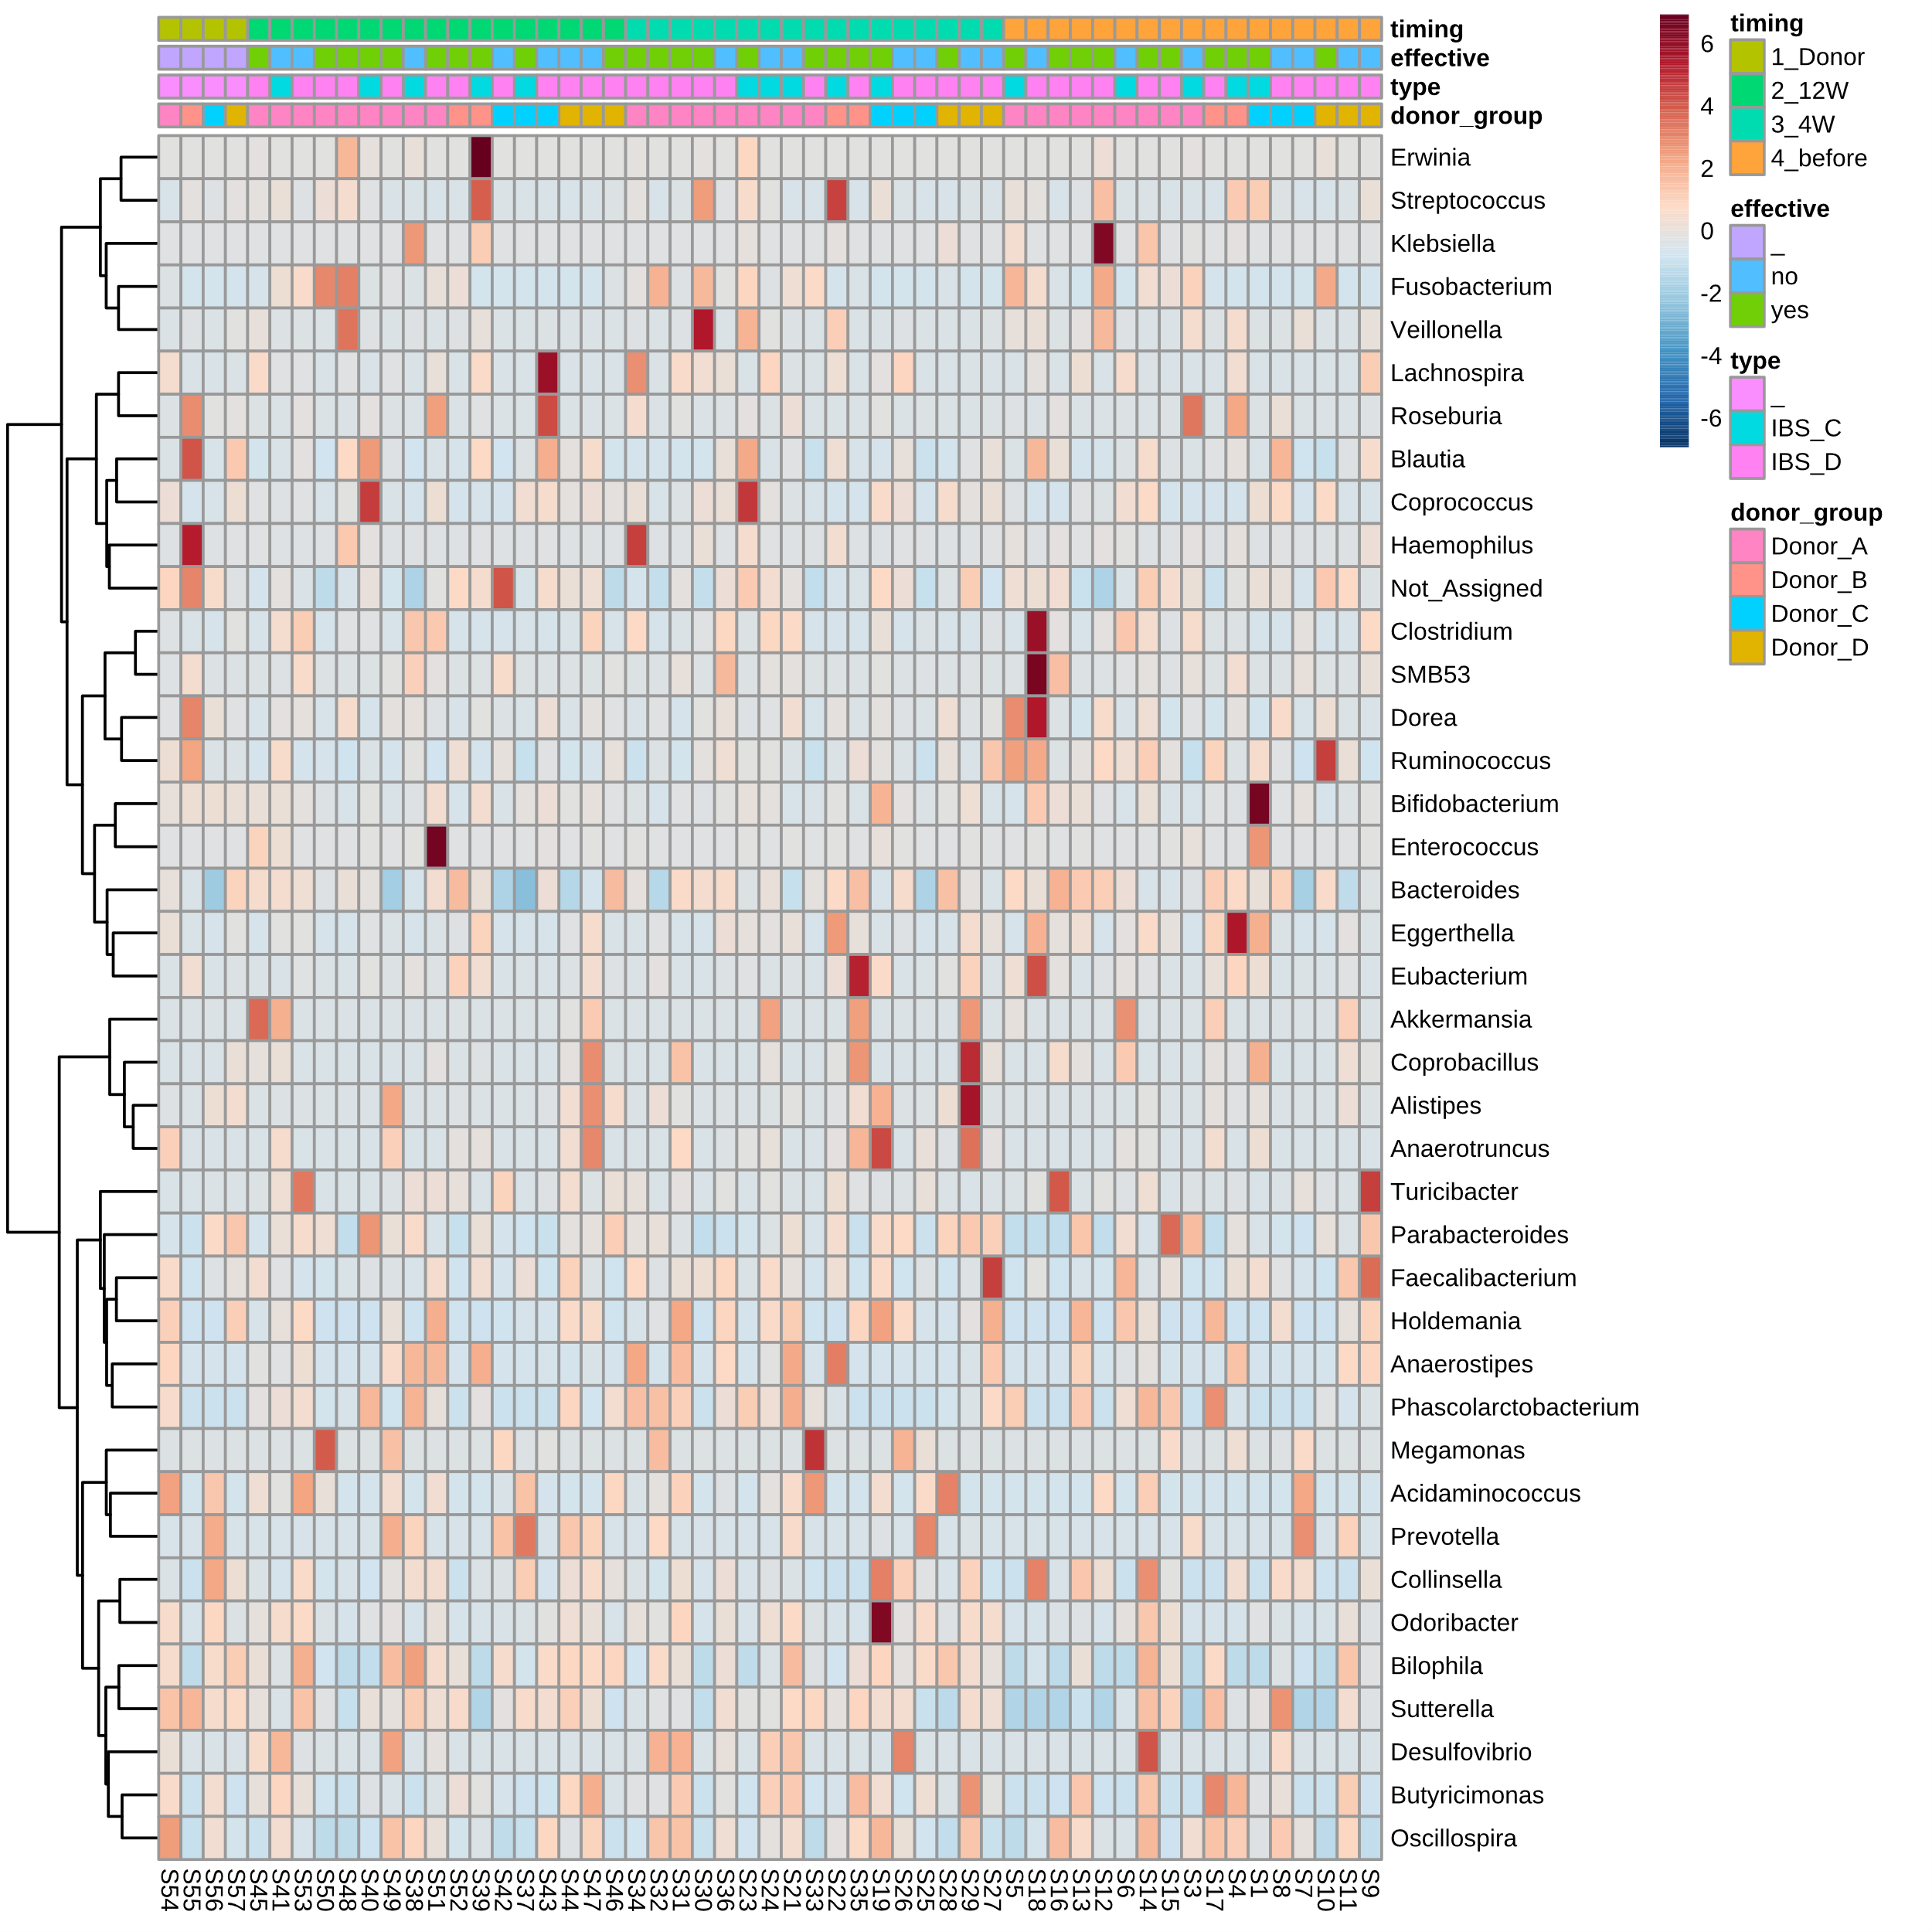 timing
effective
type
donor_group
Erwinia
Streptococcus
Klebsiella
Fusobacterium
Veillonella
Lachnospira
Roseburia
Blautia
Coprococcus
Haemophilus
Not_Assigned
Clostridium
SMB53
Dorea
Ruminococcus
Bifidobacterium
Enterococcus
Bacteroides
Eggerthella
Eubacterium
Akkermansia
Coprobacillus
Alistipes
Anaerotruncus
Turicibacter
Parabacteroides
Faecalibacterium
Holdemania
Anaerostipes
Phascolarctobacterium
Megamonas
Acidaminococcus
Prevotella
Collinsella
Odoribacter
Bilophila
Sutterella
Desulfovibrio
Butyricimonas
Oscillospira
S54 S55 S56 S57 S45 S41 S53 S50 S48 S40 S49 S38 S51 S52 S39 S42 S37 S43 S44 S47 S46 S34 S32 S31 S30 S36 S23 S24 S21 S33 S22 S35 S19 S26 S25 S28 S29 S27 S5 S18 S16 S13 S12 S6 S14 S15 S3 S17 S4 S1 S8 S7 S10 S11 S9
6
4
2
0
-2
-4
-6
timing
1_Donor
2_12W
3_4W
4_before
effective
_
no
yes
type
_
IBS_C
IBS_D
donor_group
Donor_A
Donor_B
Donor_C
Donor_D